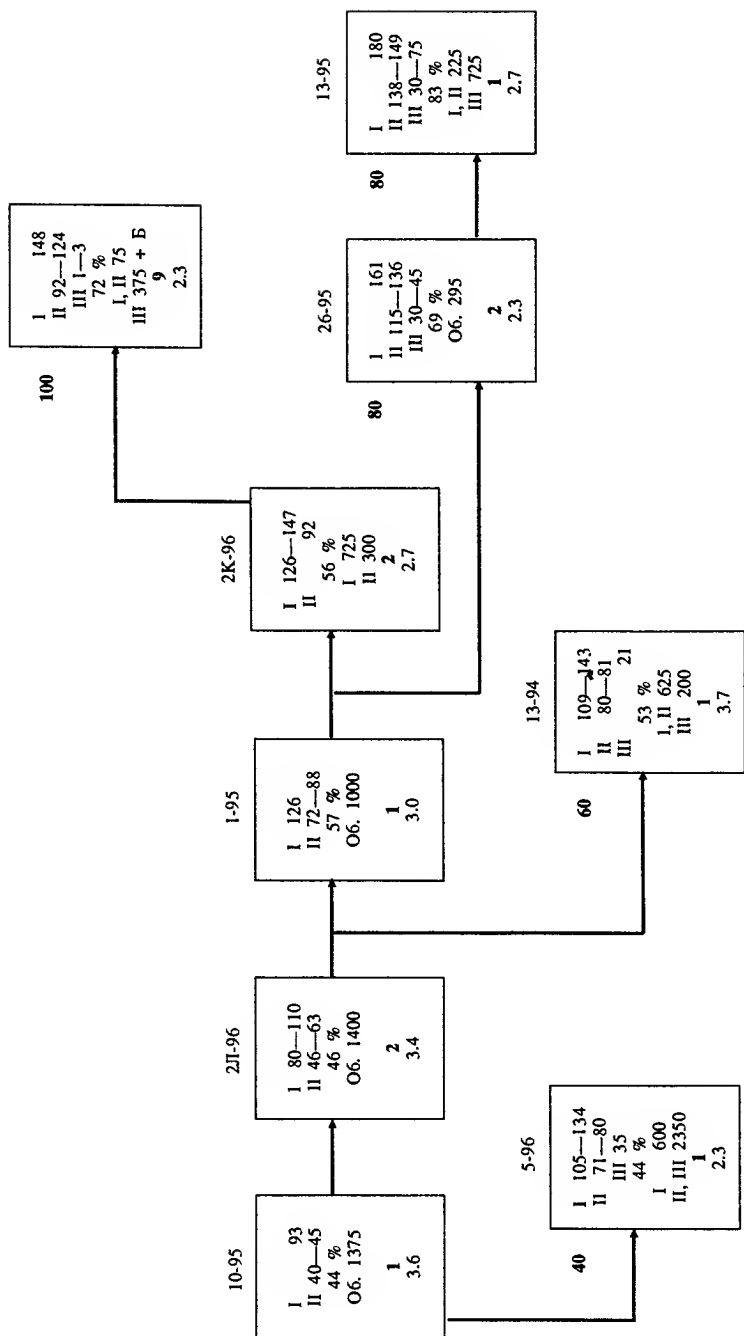 10-95
I 93
II 40—45
44 %
Об. 1375
1
3.6
40
5-96
I 105—134
II 71—80
III 35
44 %
I 600
II, III 2350
1
2.3
2Л-96
I 80—110
II 46—63
46 %
Об. 1400
2
3.4
1-95
I 126
II 72—88
57 %
Об. 1000
1
3.0
60
13-94
I 109—143
II 80—81
III 21
53 %
I, II 625
III 200
1
3.7
2К-96
I 126—147
II 92
56 %
I 725
II 300
2
2.7
100
I 148
II 92—124
III 1—3
72 %
I, II 75
III 375 + Б
9
2.3
80
26-95
I 161
II 115—136
III 30—45
69 %
Об. 295
2
2.3
80
13-95
I 180
II 138—149
III 30—75
83 %
I, II 225
III 725
1
2.7